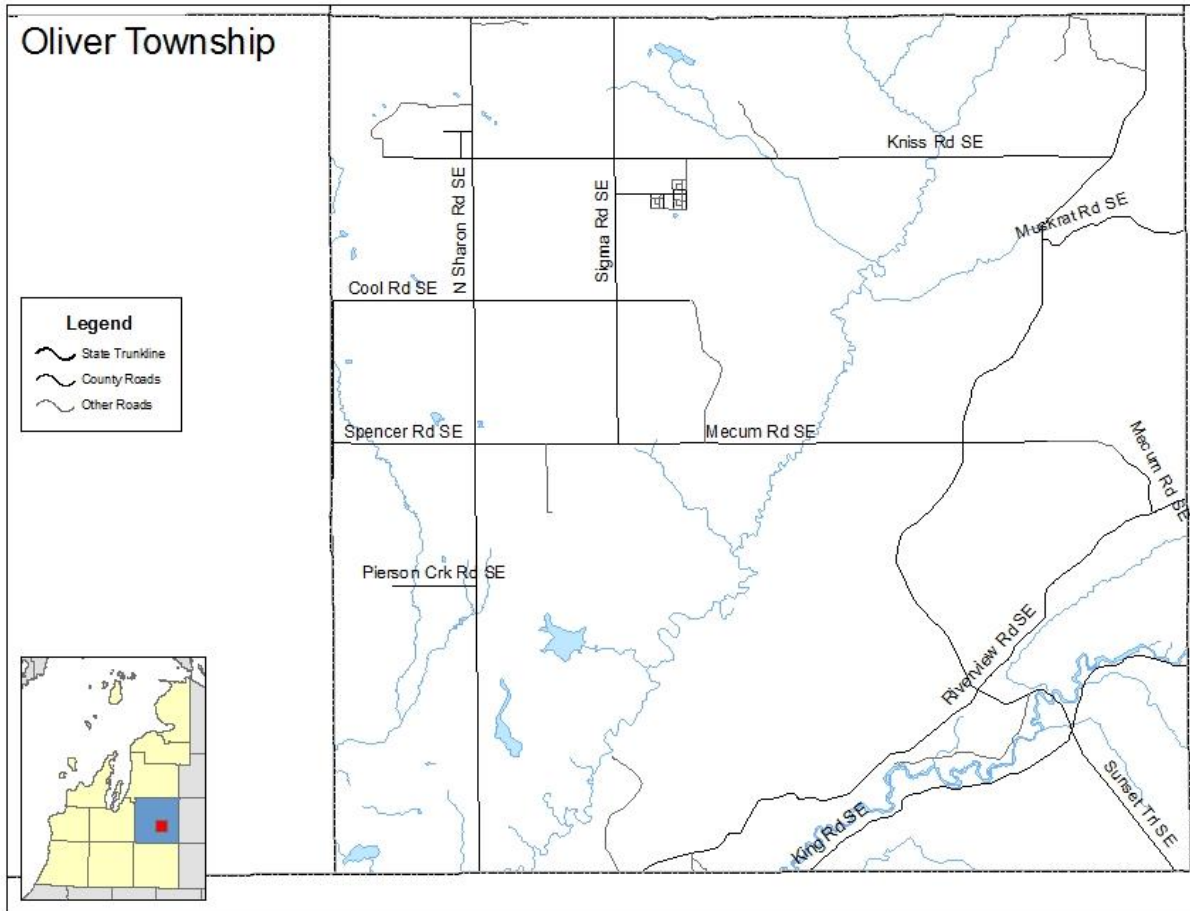 Oliver Township
Kniss Rd SE
N Sharon Rd SE
Sigma Rd SE
Muskrat Rd SE
Cool Rd SE
Legend
State Trunkline
County Roads
Other Roads
Spencer Rd SE
Mecum Rd SE
Mecum Rd SE
Pierson Crk Rd SE
Riverview Rd SE
King Rd SE
Sunset Trl SE